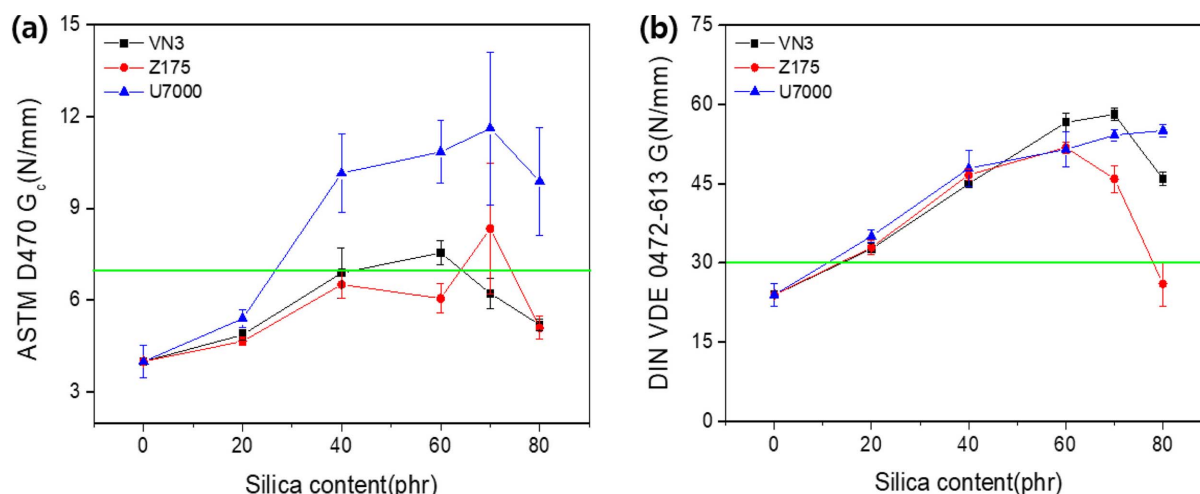 (a)
ASTM D470 Gc(N/mm)
15
12
9
6
3
VN3
Z175
U7000
0 20 40 60 80
Silica content(phr)
(b)
DIN VDE 0472-613 G(N/mm)
75
60
45
30
15
0
VN3
Z175
U7000
0 20 40 60 80
Silica content(phr)